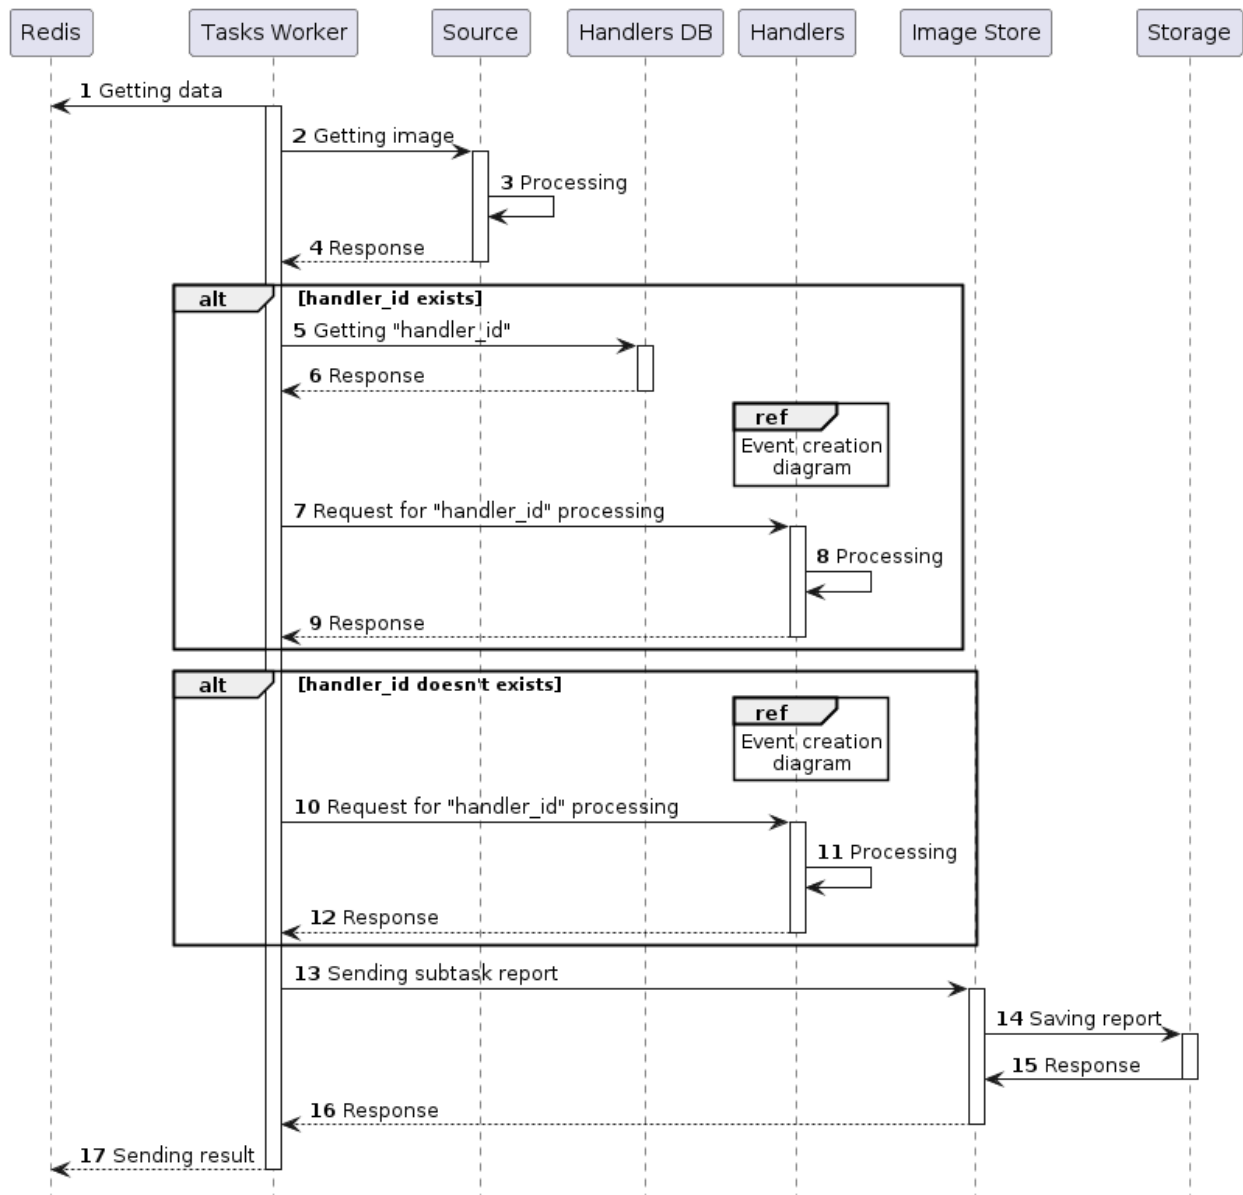 Redis
Tasks Worker
Source
Handlers DB
Handlers
Image Store
Storage
1 Getting data
2 Getting image
3 Processing
4 Response
alt
[handler_id exists]
5 Getting "handler_id"
6 Response
ref
Event creation
diagram
7 Request for "handler_id" processing
8 Processing
9 Response
alt
[handler_id doesn't exists]
ref
Event creation
diagram
10 Request for "handler_id" processing
11 Processing
12 Response
13 Sending subtask report
14 Saving report
15 Response
16 Response
17 Sending result